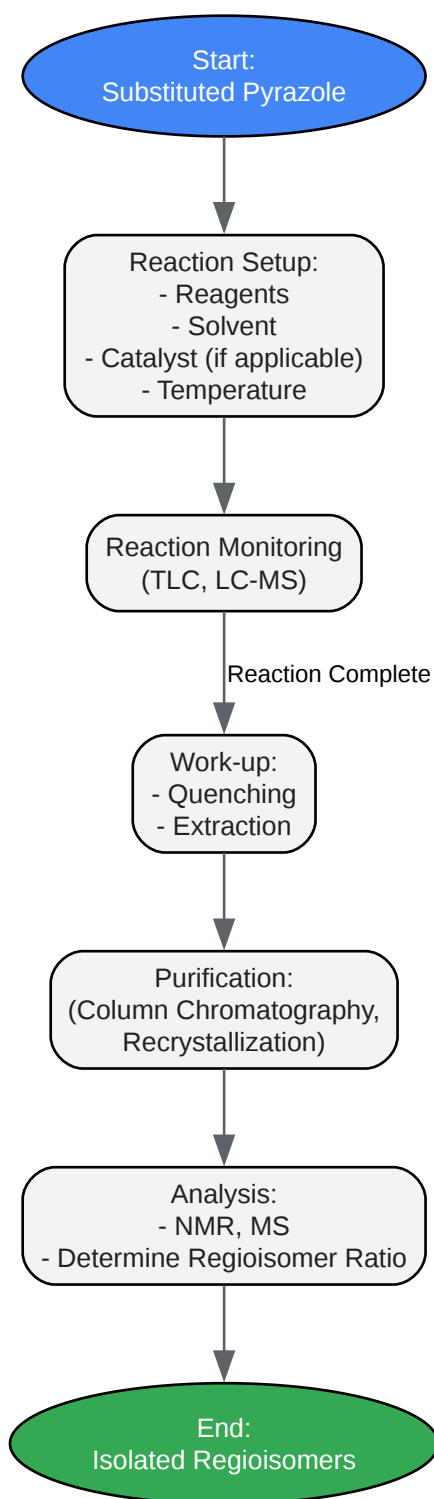 Start:
Substituted Pyrazole
Reaction Setup:
- Reagents
- Solvent
- Catalyst (if applicable)
- Temperature
Reaction Monitoring
(TLC, LC-MS)
Reaction Complete
Work-up:
- Quenching
- Extraction
Purification:
(Column Chromatography,
Recrystallization)
Analysis:
- NMR, MS
- Determine Regioisomer Ratio
End:
Isolated Regioisomers